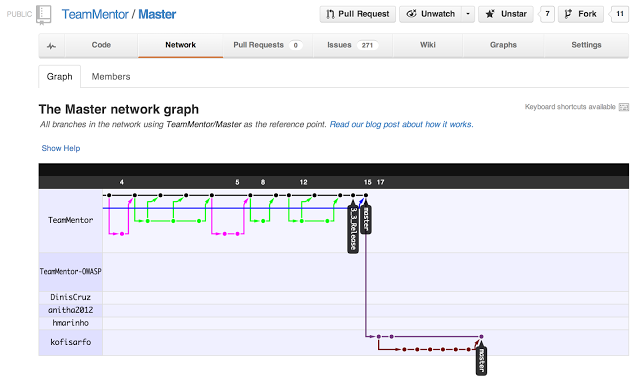 PUBLIC TeamMentor / Master Pull Request Unwatch Unstar 7 Fork 11
Code Network Pull Requests 0 Issues 271 Wiki Graphs Settings
Graph Members
The Master network graph
Keyboard shortcuts available
All branches in the network using TeamMentor/Master as the reference point. Read our blog post about how it works.
Show Help
4 5 8 12 15 17
TeamMentor
3.3_Release
master
TeamMentor-OWASP
DinisCruz
anitha2012
hmarinho
kofisarfo
master